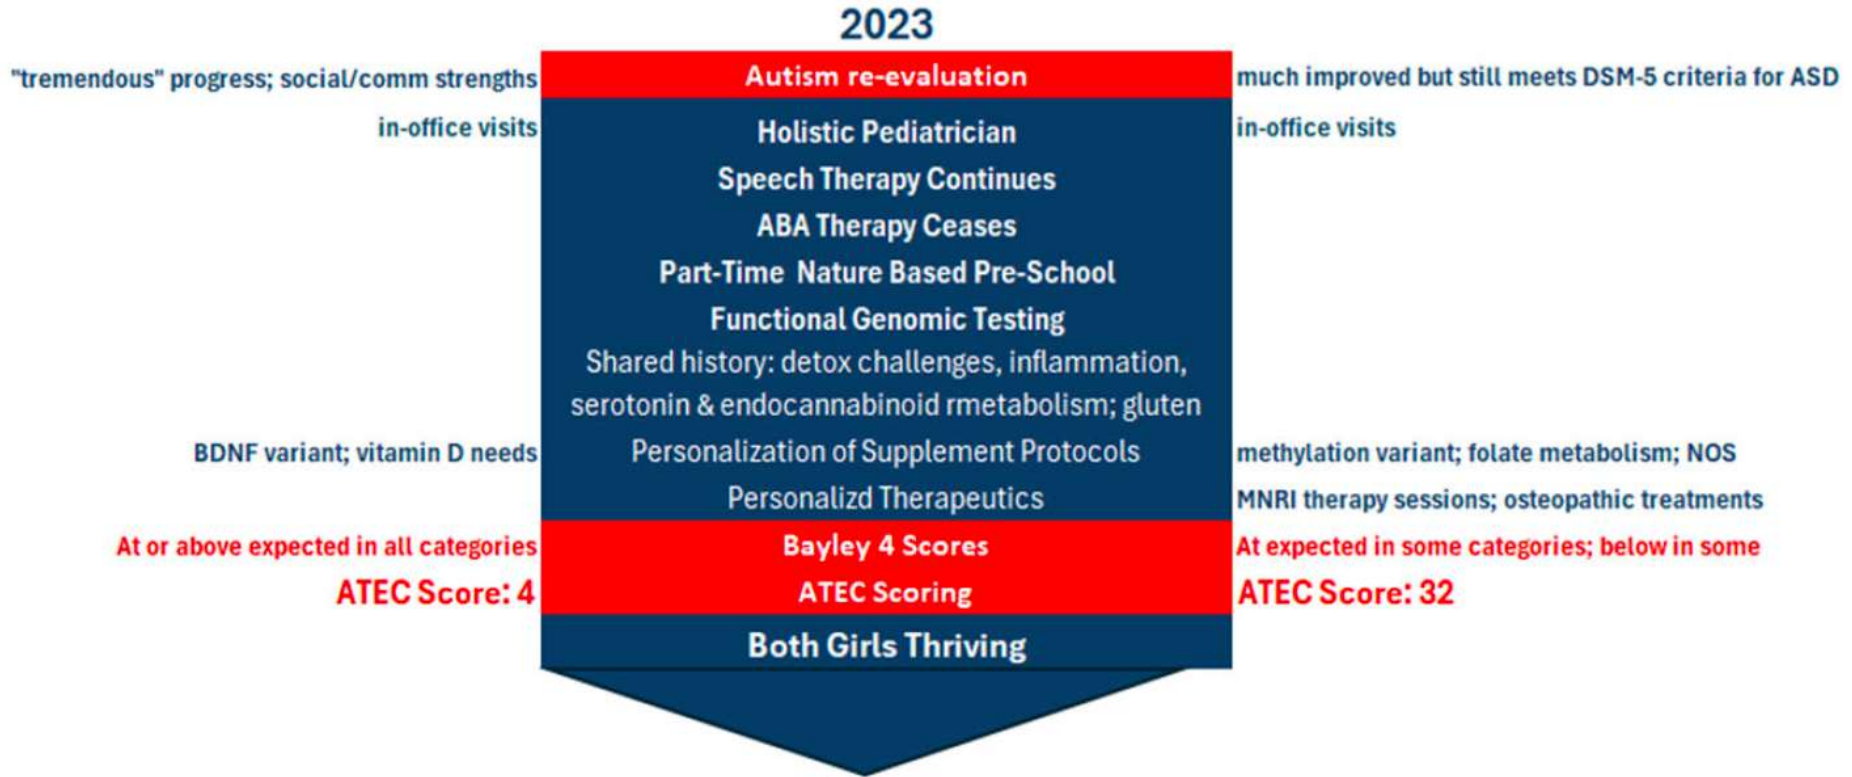 2023
"tremendous" progress; social/comm strengths Autism re-evaluation much improved but still meets DSM-5 criteria for ASD
in-office visits Holistic Pediatrician in-office visits
Speech Therapy Continues
ABA Therapy Ceases
Part-Time Nature Based Pre-School
Functional Genomic Testing
Shared history: detox challenges, inflammation,
serotonin & endocannabinoid rmetabolism; gluten
BDNF variant; vitamin D needs Personalization of Supplement Protocols methylation variant; folate metabolism; NOS
Personalizd Therapeutics MNRI therapy sessions; osteopathic treatments
At or above expected in all categories Bayley 4 Scores At expected in some categories; below in some
ATEC Score: 4 ATEC Scoring ATEC Score: 32
Both Girls Thriving